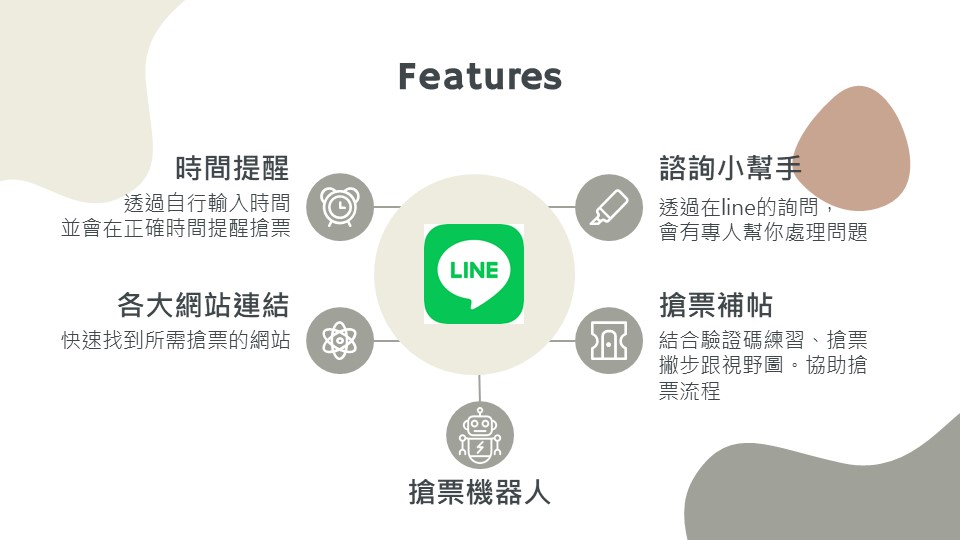 Features
時間提醒
透過自行輸入時間
並會在正確時間提醒搶票
各大網站連結
快速找到所需搶票的網站
LINE
諮詢小幫手
透過在line的詢問，
會有專人幫你處理問題
搶票補帖
結合驗證碼練習、搶票
撇步跟視野圖。協助搶
票流程
搶票機器人